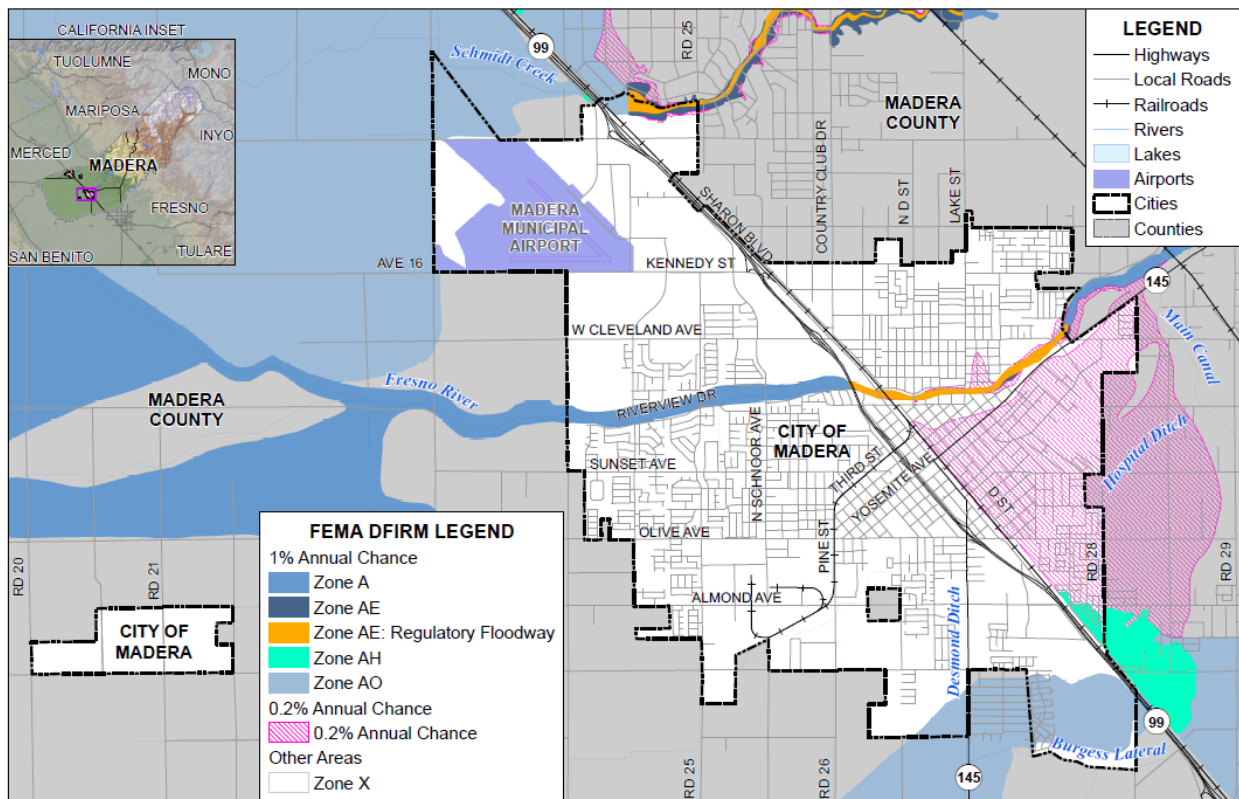 CALIFORNIA INSET
TUOLUMNE
MONO
MARIPOSA
INYO
MERCED
MADERA
FRESNO
SAN BENITO
TULARE
LEGEND
Highways
Local Roads
Railroads
Rivers
Lakes
Airports
Cities
Counties
99
RD 25
Schmidt Creek
MADERA
COUNTY
COUNTRY CLUB DR
N D ST
LAKE ST
SHARON BLVD
MADERA
MUNICIPAL
AIRPORT
AVE 16
KENNEDY ST
145
Main Canal
W CLEVELAND AVE
Fresno River
RIVERVIEW DR
MADERA
COUNTY
N SCHNOOR AVE
CITY OF
MADERA
THIRD ST
YOSEMITE AVE
Hospital Ditch
SUNSET AVE
D ST
OLIVE AVE
PINE ST
RD 28
RD 29
RD 20
RD 21
ALMOND AVE
CITY OF
MADERA
Desmond Ditch
99
Burgess Lateral
RD 25
RD 26
145
FEMA DFIRM LEGEND
1% Annual Chance
Zone A
Zone AE
Zone AE: Regulatory Floodway
Zone AH
Zone AO
0.2% Annual Chance
0.2% Annual Chance
Other Areas
Zone X